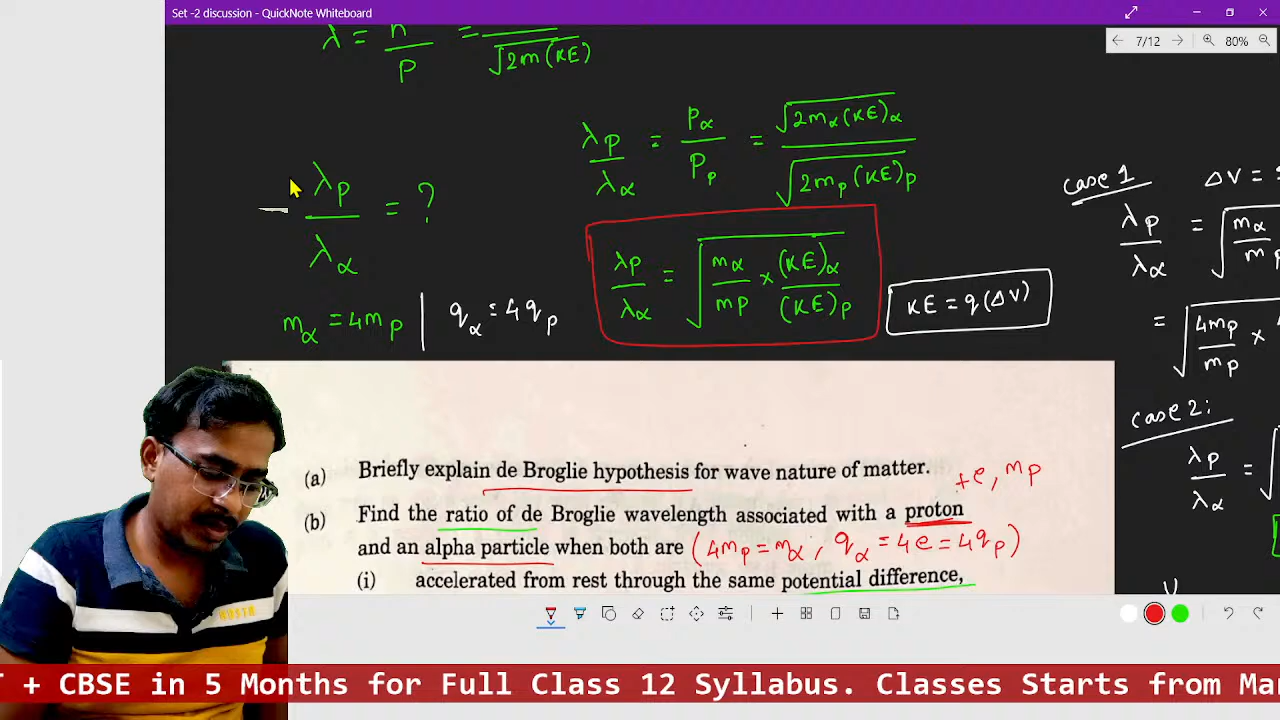 Set -2 discussion - QuickNote Whiteboard
7/12
80%
λ = h/p = /√2m(KE)
λp/λα = ?
λp/λα = pα/pp = √2mα(KE)α/√2mp(KE)p
λp/λα = √mα/mp × (KE)α/(KE)p
KE = q(ΔV)
mα = 4mp | qα = 4qp
case 1 ΔV =
λp/λα = √mα/mp
= √4mp/mp ×
case 2:
λp/λα = √
(a) Briefly explain de Broglie hypothesis for wave nature of matter.
+e, mp
(b) Find the ratio of de Broglie wavelength associated with a proton
and an alpha particle when both are (4mp = mα, qα = 4e = 4qp)
(i) accelerated from rest through the same potential difference,
T + CBSE in 5 Months for Full Class 12 Syllabus. Classes Starts from Ma